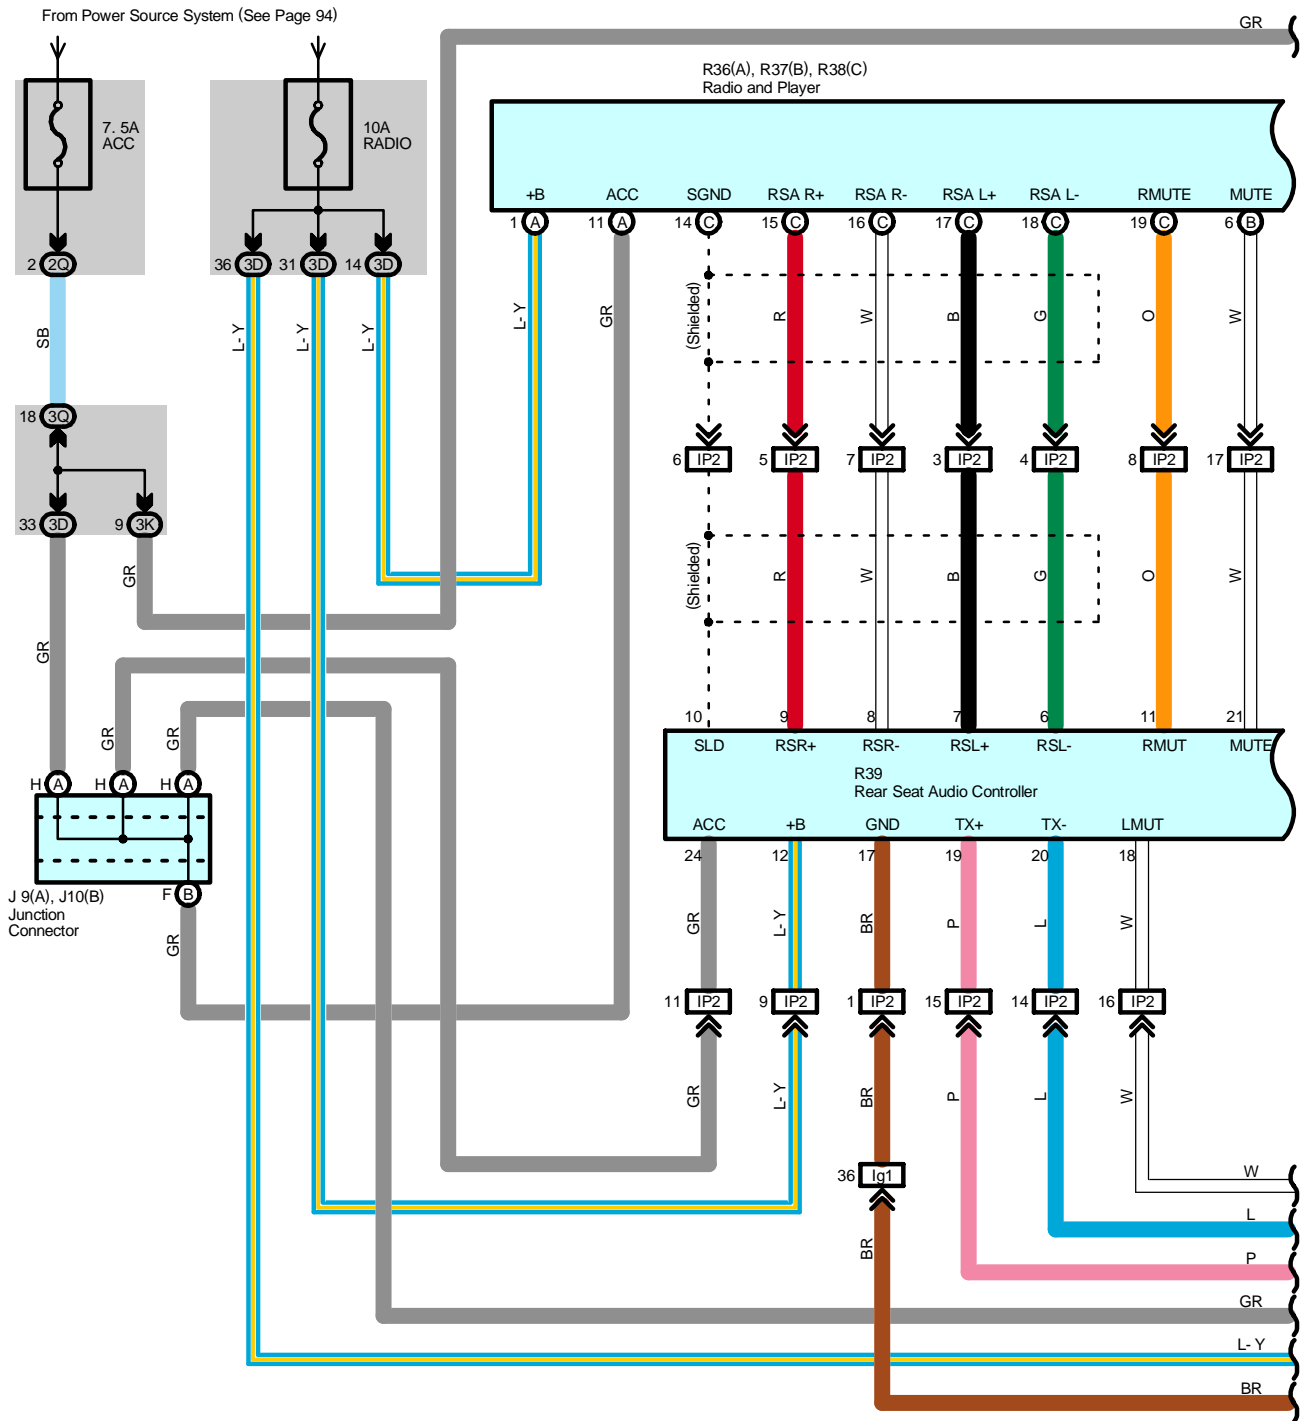 From Power Source System (See Page 94)
GR
R36(A), R37(B), R38(C)
Radio and Player
7. 5A
ACC
10A
RADIO
+B ACC SGND RSA R+ RSA R- RSA L+ RSA L- RMUTE MUTE
1 A 11 A 14 C 15 C 16 C 17 C 18 C 19 C 6 B
2 2Q 36 3D 31 3D 14 3D
SB L- Y L- Y L- Y L- Y GR (Shielded) R W B G O W
18 3Q
6 IP2 5 IP2 7 IP2 3 IP2 4 IP2 8 IP2 17 IP2
33 3D 9 3K
GR (Shielded) R W B G O W
GR
10 9 8 7 6 11 21
GR GR
SLD RSR+ RSR- RSL+ RSL- RMUT MUTE
R39
Rear Seat Audio Controller
H A H A H A
ACC +B GND TX+ TX- LMUT
24 12 17 19 20 18
J 9(A), J10(B)
Junction
Connector
F B
GR
GR L- Y BR P L W
11 IP2 9 IP2 1 IP2 15 IP2 14 IP2 16 IP2
GR L- Y BR P L W
36 Ig1
BR
W
L
P
GR
L- Y
BR